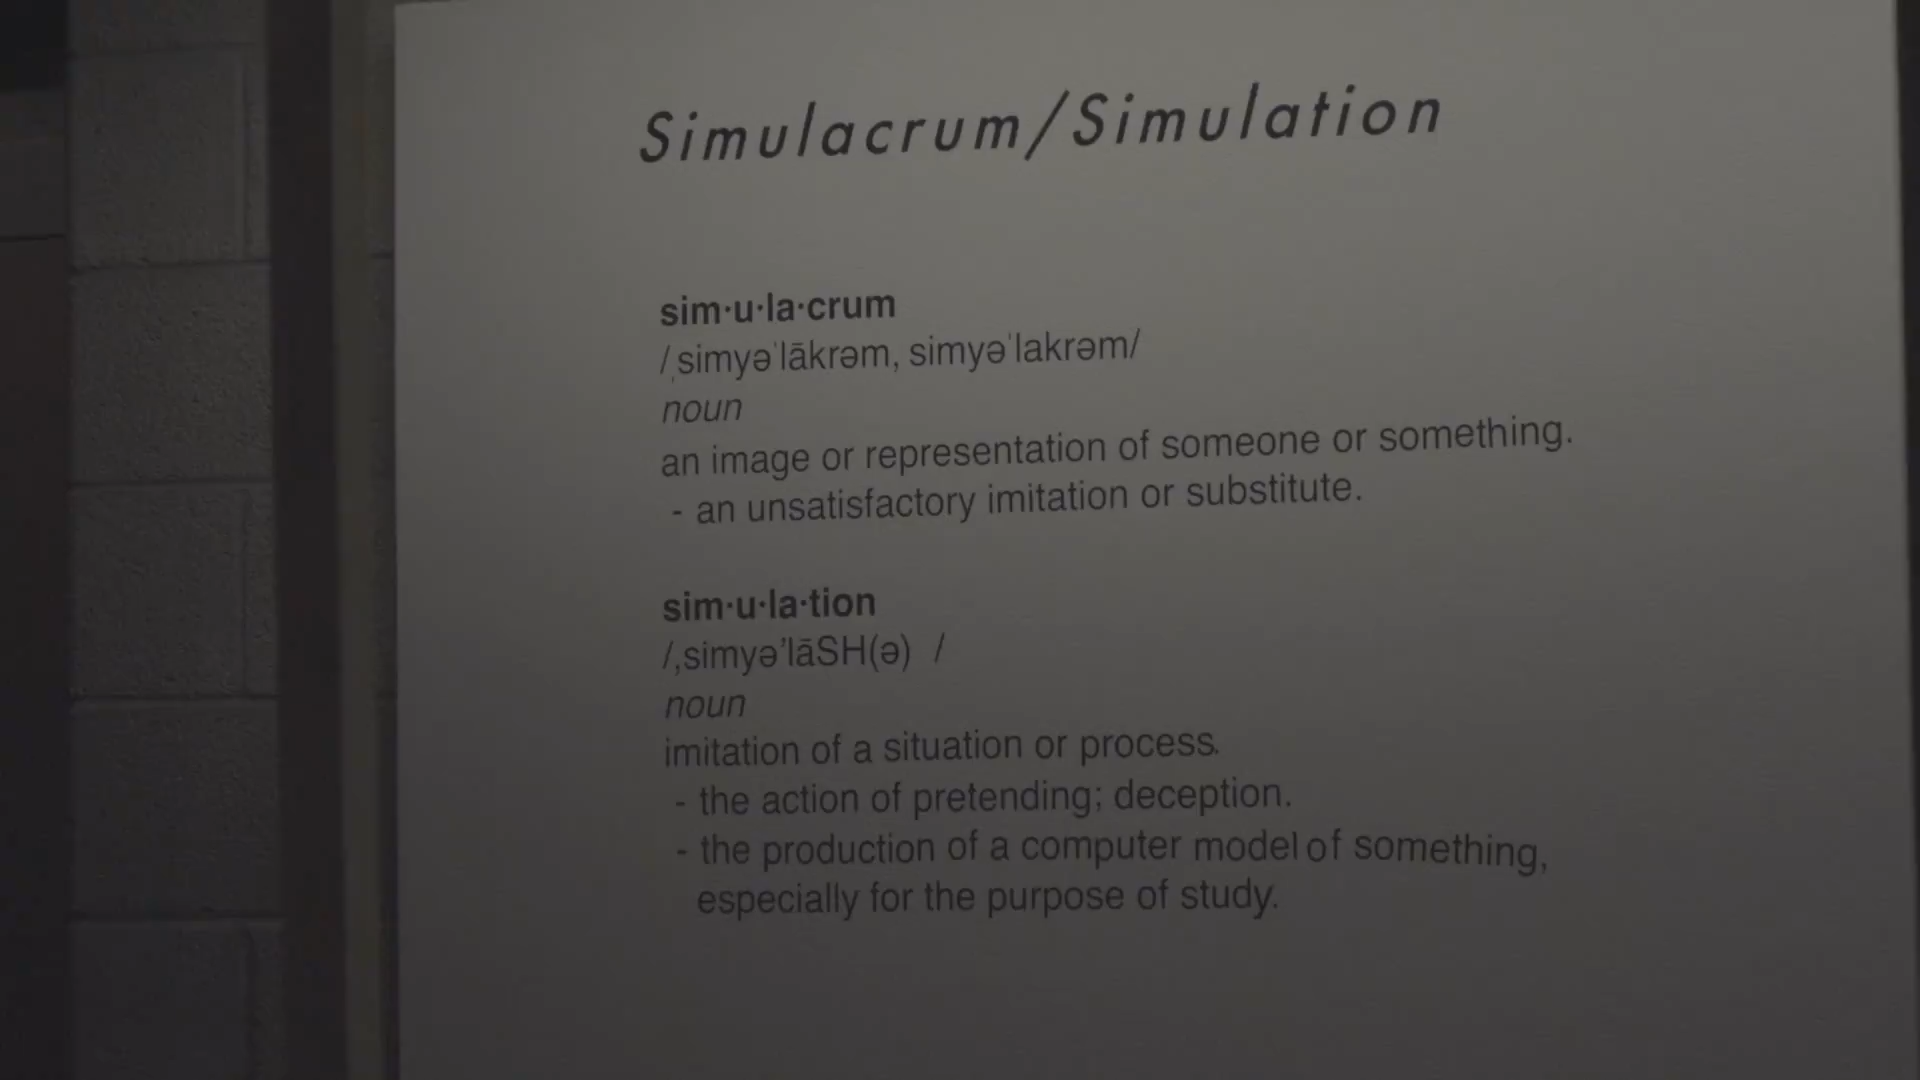 Simulacrum/Simulation
sim·u·la·crum
/ˌsimyəˈlākrəm, simyəˈlakrəm/
noun
an image or representation of someone or something.
- an unsatisfactory imitation or substitute.
sim·u·la·tion
/,simyə’lāSH(ə)  /
noun
imitation of a situation or process.
- the action of pretending; deception.
- the production of a computer model of something,
especially for the purpose of study.